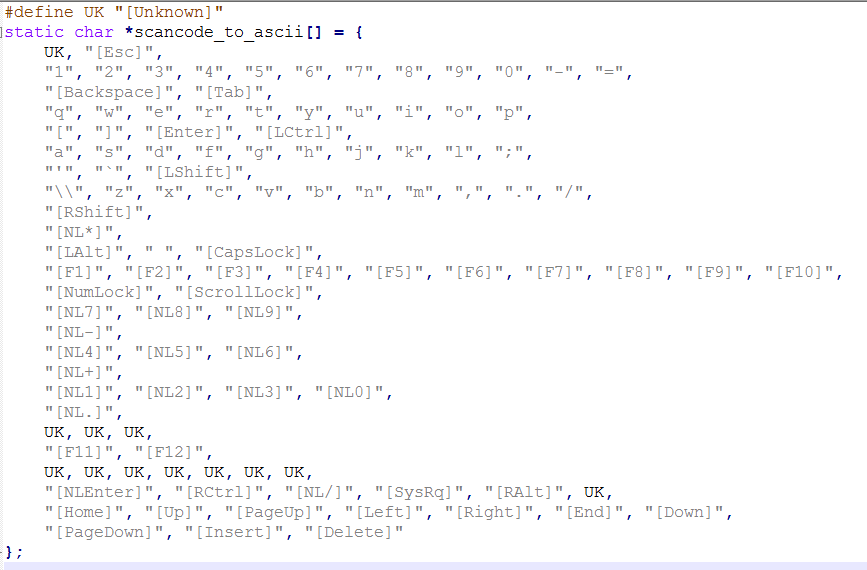 #define UK "[Unknown]"
static char *scancode_to_ascii[] = {
    UK, "[Esc]",
    "1", "2", "3", "4", "5", "6", "7", "8", "9", "0", "-", "=",
    "[Backspace]", "[Tab]",
    "q", "w", "e", "r", "t", "y", "u", "i", "o", "p",
    "[", "]", "[Enter]", "[LCtrl]",
    "a", "s", "d", "f", "g", "h", "j", "k", "l", ";",
    "'", "`", "[LShift]",
    "\\", "z", "x", "c", "v", "b", "n", "m", ",", ".", "/",
    "[RShift]",
    "[NL*]",
    "[LAlt]", " ", "[CapsLock]",
    "[F1]", "[F2]", "[F3]", "[F4]", "[F5]", "[F6]", "[F7]", "[F8]", "[F9]", "[F10]",
    "[NumLock]", "[ScrollLock]",
    "[NL7]", "[NL8]", "[NL9]",
    "[NL-]",
    "[NL4]", "[NL5]", "[NL6]",
    "[NL+]",
    "[NL1]", "[NL2]", "[NL3]", "[NL0]",
    "[NL.]",
    UK, UK, UK,
    "[F11]", "[F12]",
    UK, UK, UK, UK, UK, UK, UK,
    "[NLEnter]", "[RCtrl]", "[NL/]", "[SysRq]", "[RAlt]", UK,
    "[Home]", "[Up]", "[PageUp]", "[Left]", "[Right]", "[End]", "[Down]",
    "[PageDown]", "[Insert]", "[Delete]"
};